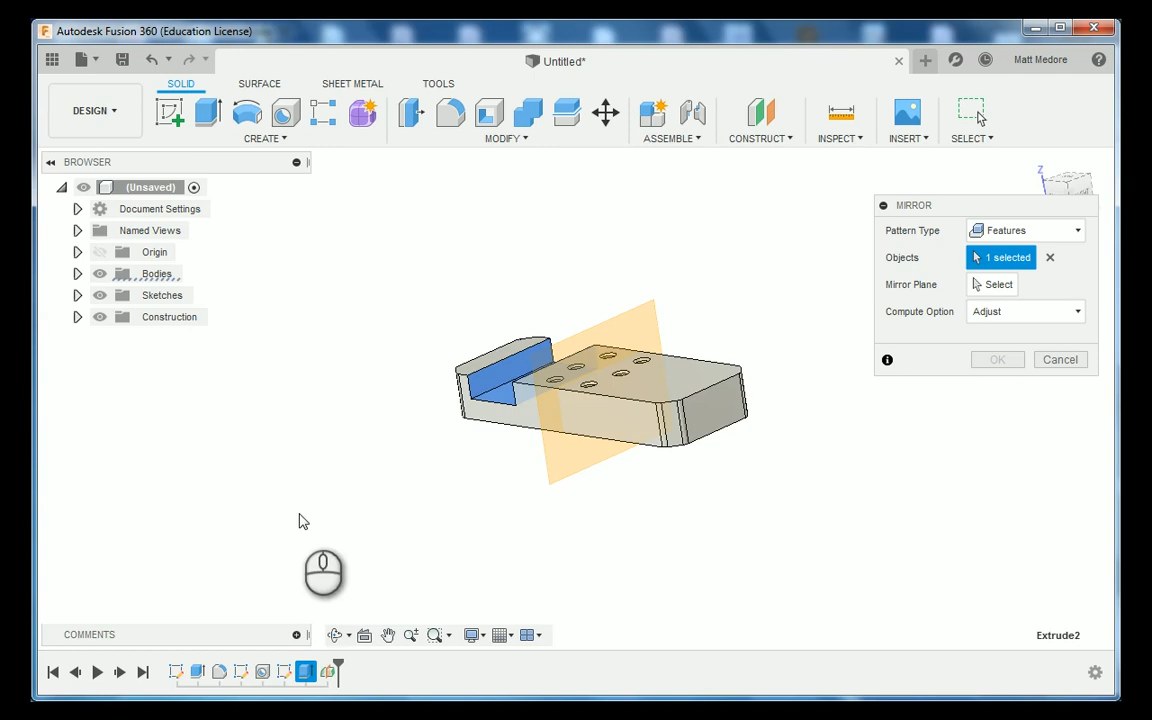 Autodesk Fusion 360 (Education License)
Untitled*
Matt Medore
DESIGN
SOLID
SURFACE
SHEET METAL
TOOLS
CREATE
MODIFY
ASSEMBLE
CONSTRUCT
INSPECT
INSERT
SELECT
BROWSER
(Unsaved)
Document Settings
Named Views
Origin
Bodies
Sketches
Construction
Z
MIRROR
Pattern Type
Features
Objects
1 selected
Mirror Plane
Select
Compute Option
Adjust
OK
Cancel
COMMENTS
Extrude2